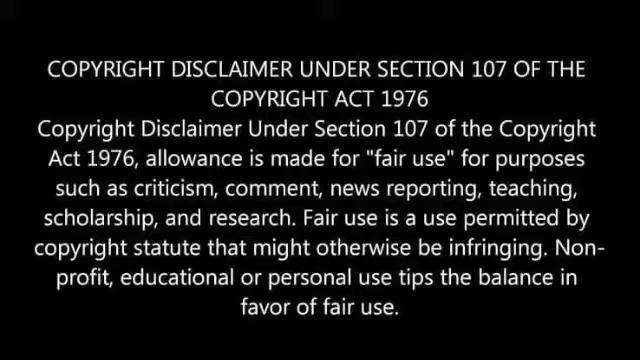 COPYRIGHT DISCLAIMER UNDER SECTION 107 OF THE
COPYRIGHT ACT 1976
Copyright Disclaimer Under Section 107 of the Copyright
Act 1976, allowance is made for "fair use" for purposes
such as criticism, comment, news reporting, teaching,
scholarship, and research. Fair use is a use permitted by
copyright statute that might otherwise be infringing. Non-
profit, educational or personal use tips the balance in
favor of fair use.